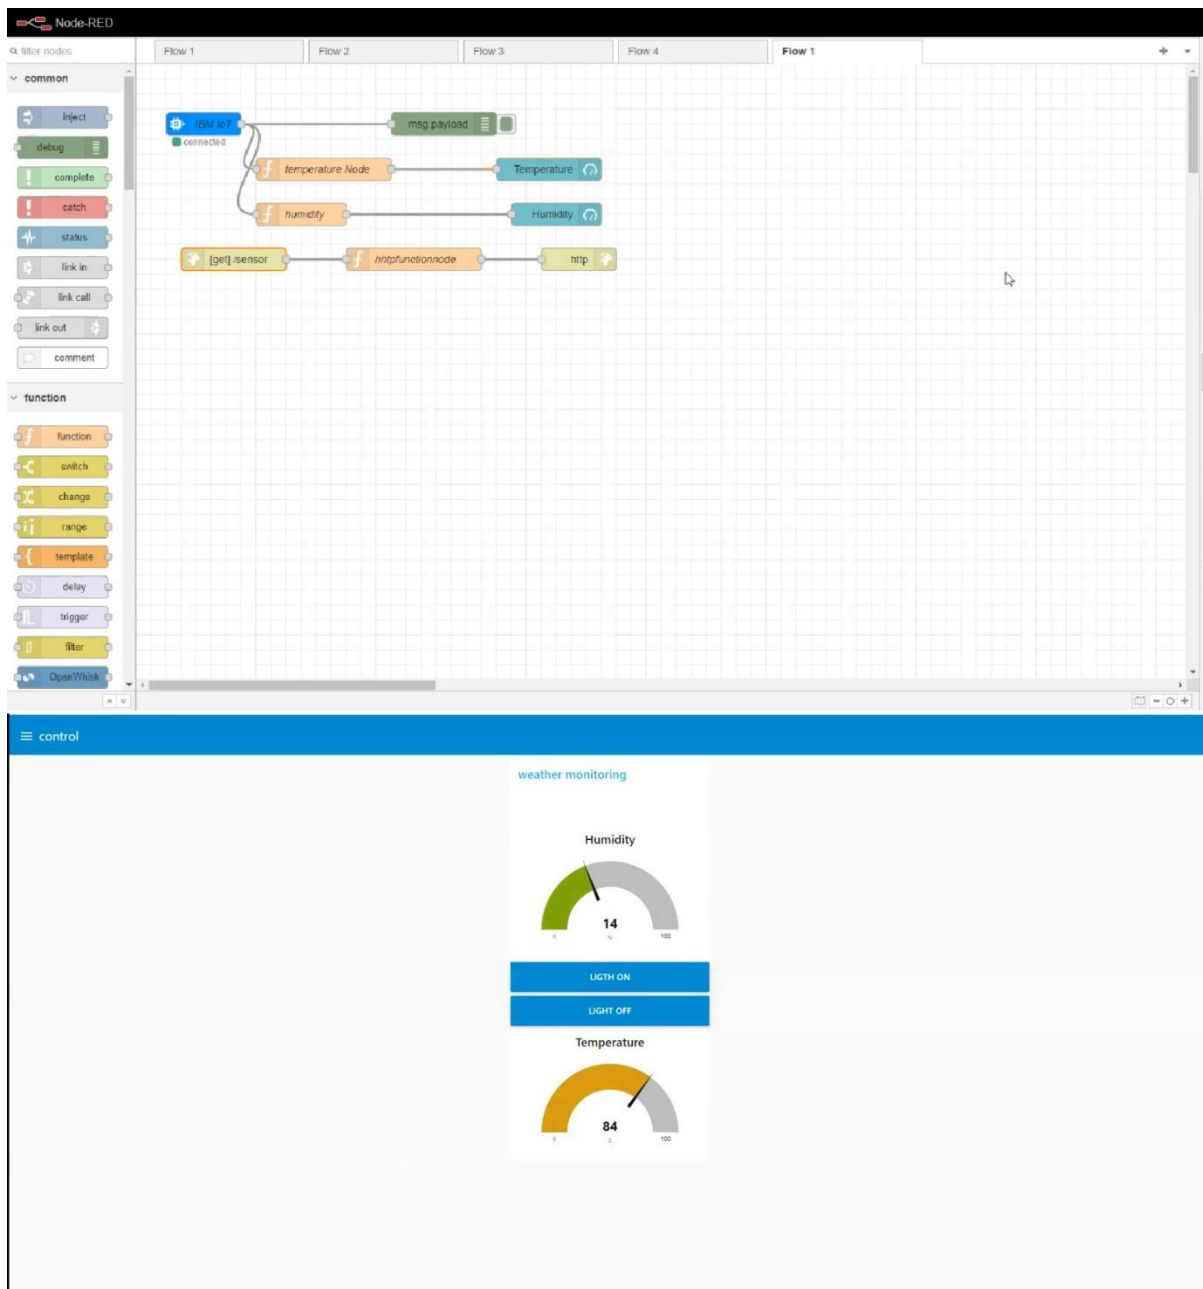 Node-RED
filter nodes
Flow 1 Flow 2 Flow 3 Flow 4 Flow 1
common
inject
debug
complete
catch
status
link in
link call
link out
comment
function
function
switch
change
range
template
delay
trigger
filter
OpenWhisk
IBM IoT
connected
msg.payload
temperature Node
Temperature
humidity
Humidity
[get] /sensor
hhtpfunctionnode
http
control
weather monitoring
Humidity
14
0 % 100
LIGTH ON
LIGHT OFF
Temperature
84
0 C 100